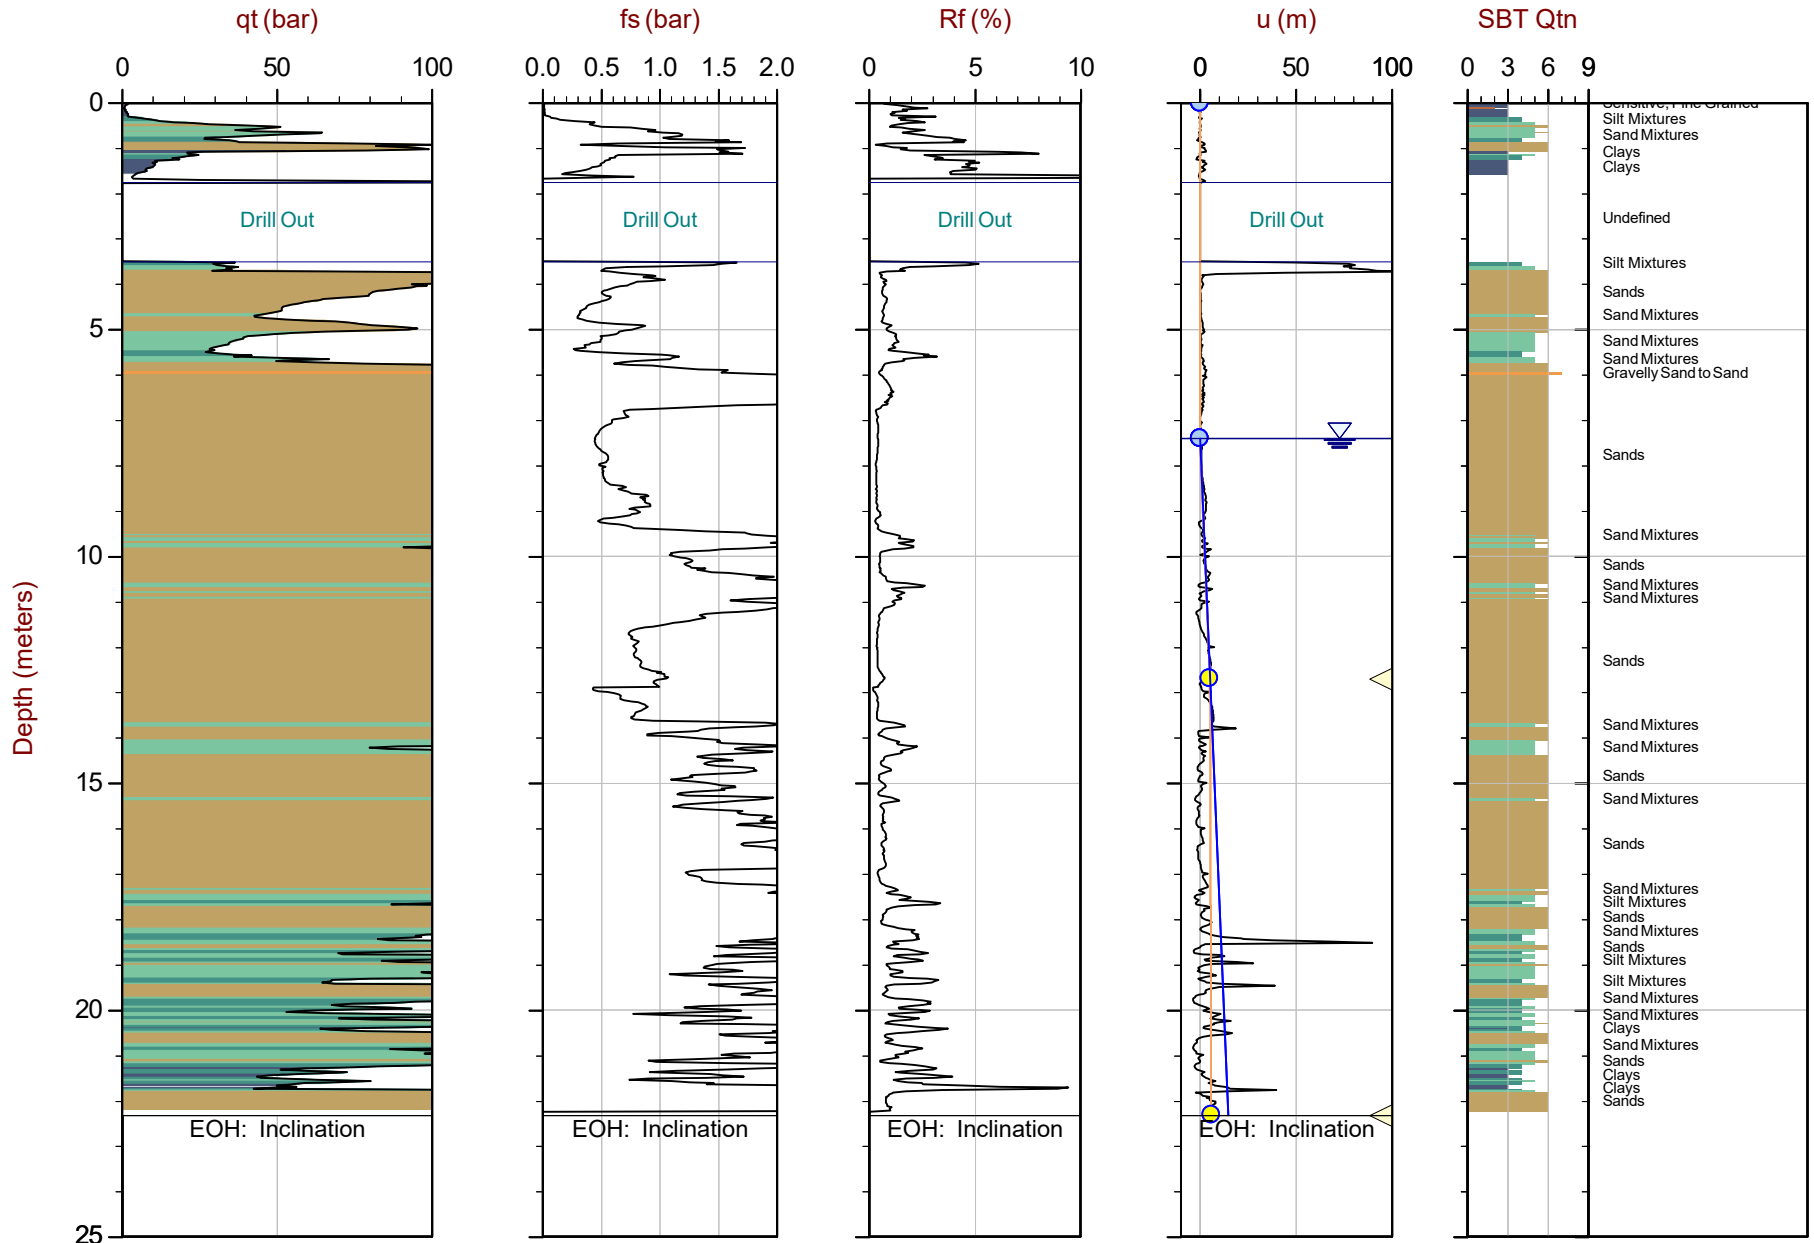 qt (bar) fs (bar) Rf (%) u (m) SBT Qtn
0 50 100 0.0 0.5 1.0 1.5 2.0 0 5 10 0 50 100 0 3 6 9
0
5
10
15
20
25
Depth (meters)
Drill Out Drill Out Drill Out Drill Out
EOH: Inclination EOH: Inclination EOH: Inclination EOH: Inclination
Sensitive, Fine Grained
Silt Mixtures
Sand Mixtures
Clays
Clays
Undefined
Silt Mixtures
Sands
Sand Mixtures
Sand Mixtures
Sand Mixtures
Gravelly Sand to Sand
Sands
Sand Mixtures
Sands
Sand Mixtures
Sand Mixtures
Sands
Sand Mixtures
Sand Mixtures
Sands
Sand Mixtures
Sands
Sand Mixtures
Silt Mixtures
Sands
Sand Mixtures
Sands
Silt Mixtures
Silt Mixtures
Sand Mixtures
Sand Mixtures
Clays
Sand Mixtures
Sands
Clays
Clays
Sands